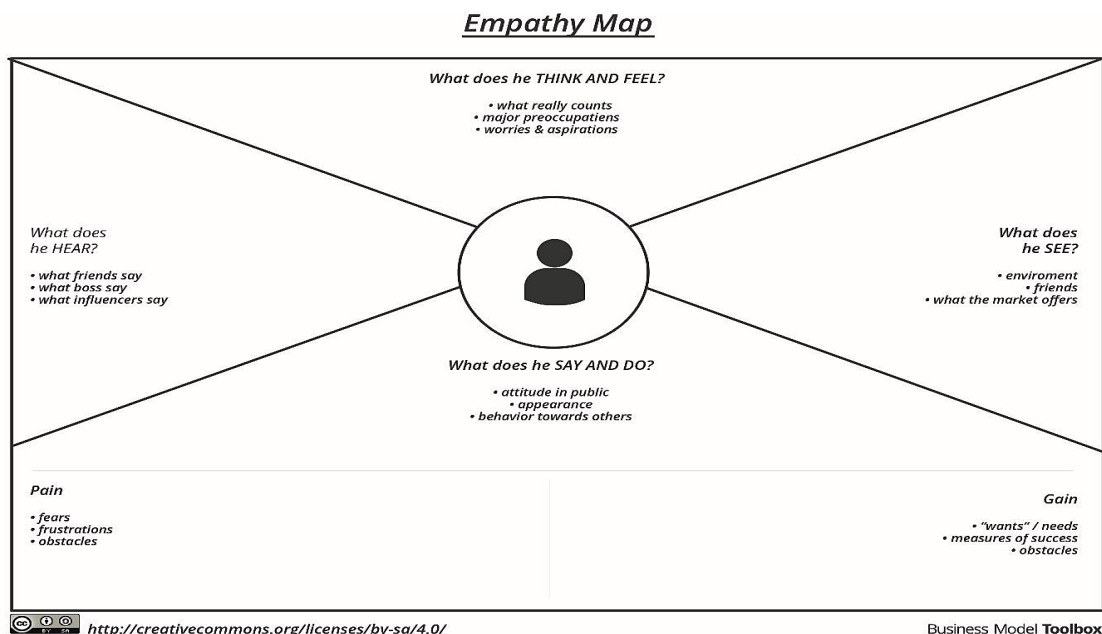 Empathy Map
What does he THINK AND FEEL?
• what really counts
• major preoccupatiens
• worries & aspirations
What does
he HEAR?
• what friends say
• what boss say
• what influencers say
What does
he SEE?
• enviroment
• friends
• what the market offers
What does he SAY AND DO?
• attitude in public
• appearance
• behavior towards others
Pain
• fears
• frustrations
• obstacles
Gain
• “wants” / needs
• measures of success
• obstacles
cc BY SA
http://creativecommons.org/licenses/by-sa/4.0/
Business Model Toolbox